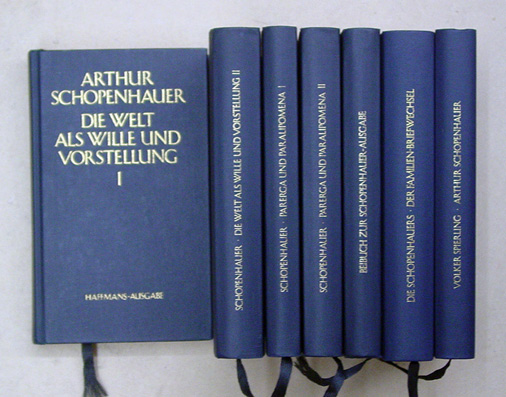 ARTHUR
SCHOPENHAUER
DIE WELT
ALS WILLE UND
VORSTELLUNG
I
HAFFMANS-AUSGABE
SCHOPENHAUER · DIE WELT ALS WILLE UND VORSTELLUNG II
SCHOPENHAUER · PARERGA UND PARALIPOMENA I
SCHOPENHAUER · PARERGA UND PARALIPOMENA II
BEIBUCH ZUR SCHOPENHAUER-AUSGABE
DIE SCHOPENHAUERS · DER FAMILIEN-BRIEFWECHSEL
VOLKER SPIERLING · ARTHUR SCHOPENHAUER